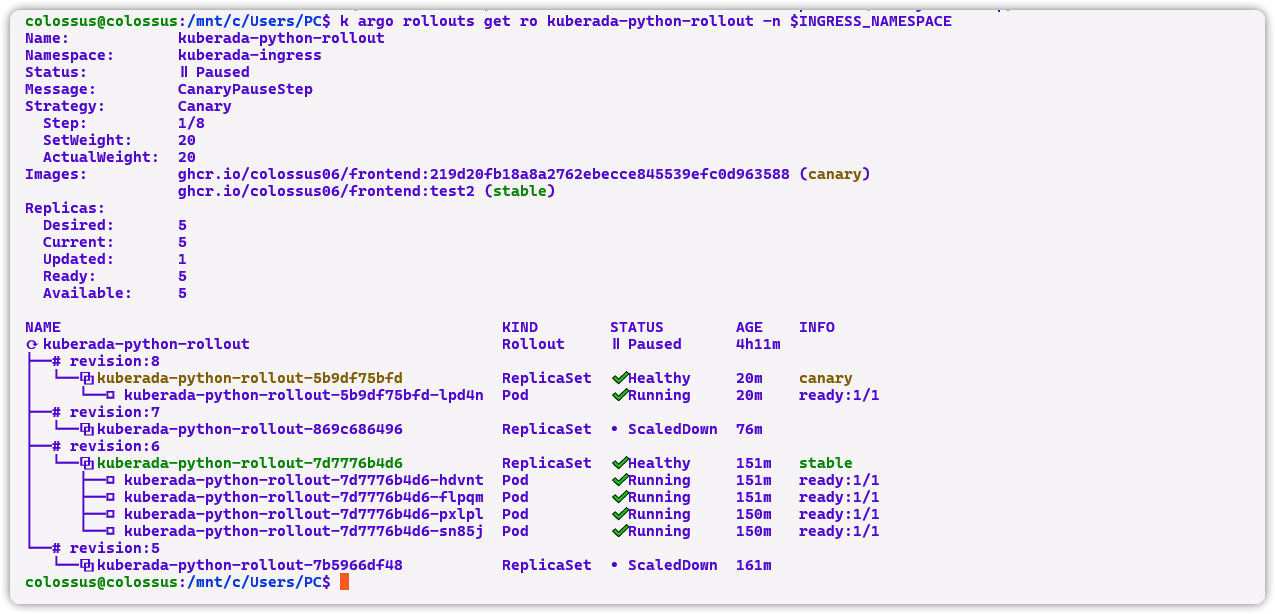 colossus@colossus:/mnt/c/Users/PC$ k argo rollouts get ro kuberada-python-rollout -n $INGRESS_NAMESPACE
Name:            kuberada-python-rollout
Namespace:       kuberada-ingress
Status:          ॥ Paused
Message:         CanaryPauseStep
Strategy:        Canary
  Step:          1/8
  SetWeight:     20
  ActualWeight:  20
Images:          ghcr.io/colossus06/frontend:219d20fb18a8a2762ebecce845539efc0d963588 (canary)
                 ghcr.io/colossus06/frontend:test2 (stable)
Replicas:
  Desired:       5
  Current:       5
  Updated:       1
  Ready:         5
  Available:     5
NAME                                                 KIND        STATUS        AGE    INFO
⟳ kuberada-python-rollout                            Rollout     ॥ Paused      4h11m
├──# revision:8
│  └──⧉ kuberada-python-rollout-5b9df75bfd           ReplicaSet  ✔ Healthy     20m    canary
│     └──□ kuberada-python-rollout-5b9df75bfd-lpd4n  Pod         ✔ Running     20m    ready:1/1
├──# revision:7
│  └──⧉ kuberada-python-rollout-869c686496           ReplicaSet  • ScaledDown  76m
├──# revision:6
│  └──⧉ kuberada-python-rollout-7d7776b4d6           ReplicaSet  ✔ Healthy     151m   stable
│     ├──□ kuberada-python-rollout-7d7776b4d6-hdvnt  Pod         ✔ Running     151m   ready:1/1
│     ├──□ kuberada-python-rollout-7d7776b4d6-flpqm  Pod         ✔ Running     151m   ready:1/1
│     ├──□ kuberada-python-rollout-7d7776b4d6-pxlpl  Pod         ✔ Running     150m   ready:1/1
│     └──□ kuberada-python-rollout-7d7776b4d6-sn85j  Pod         ✔ Running     150m   ready:1/1
└──# revision:5
   └──⧉ kuberada-python-rollout-7b5966df48           ReplicaSet  • ScaledDown  161m
colossus@colossus:/mnt/c/Users/PC$